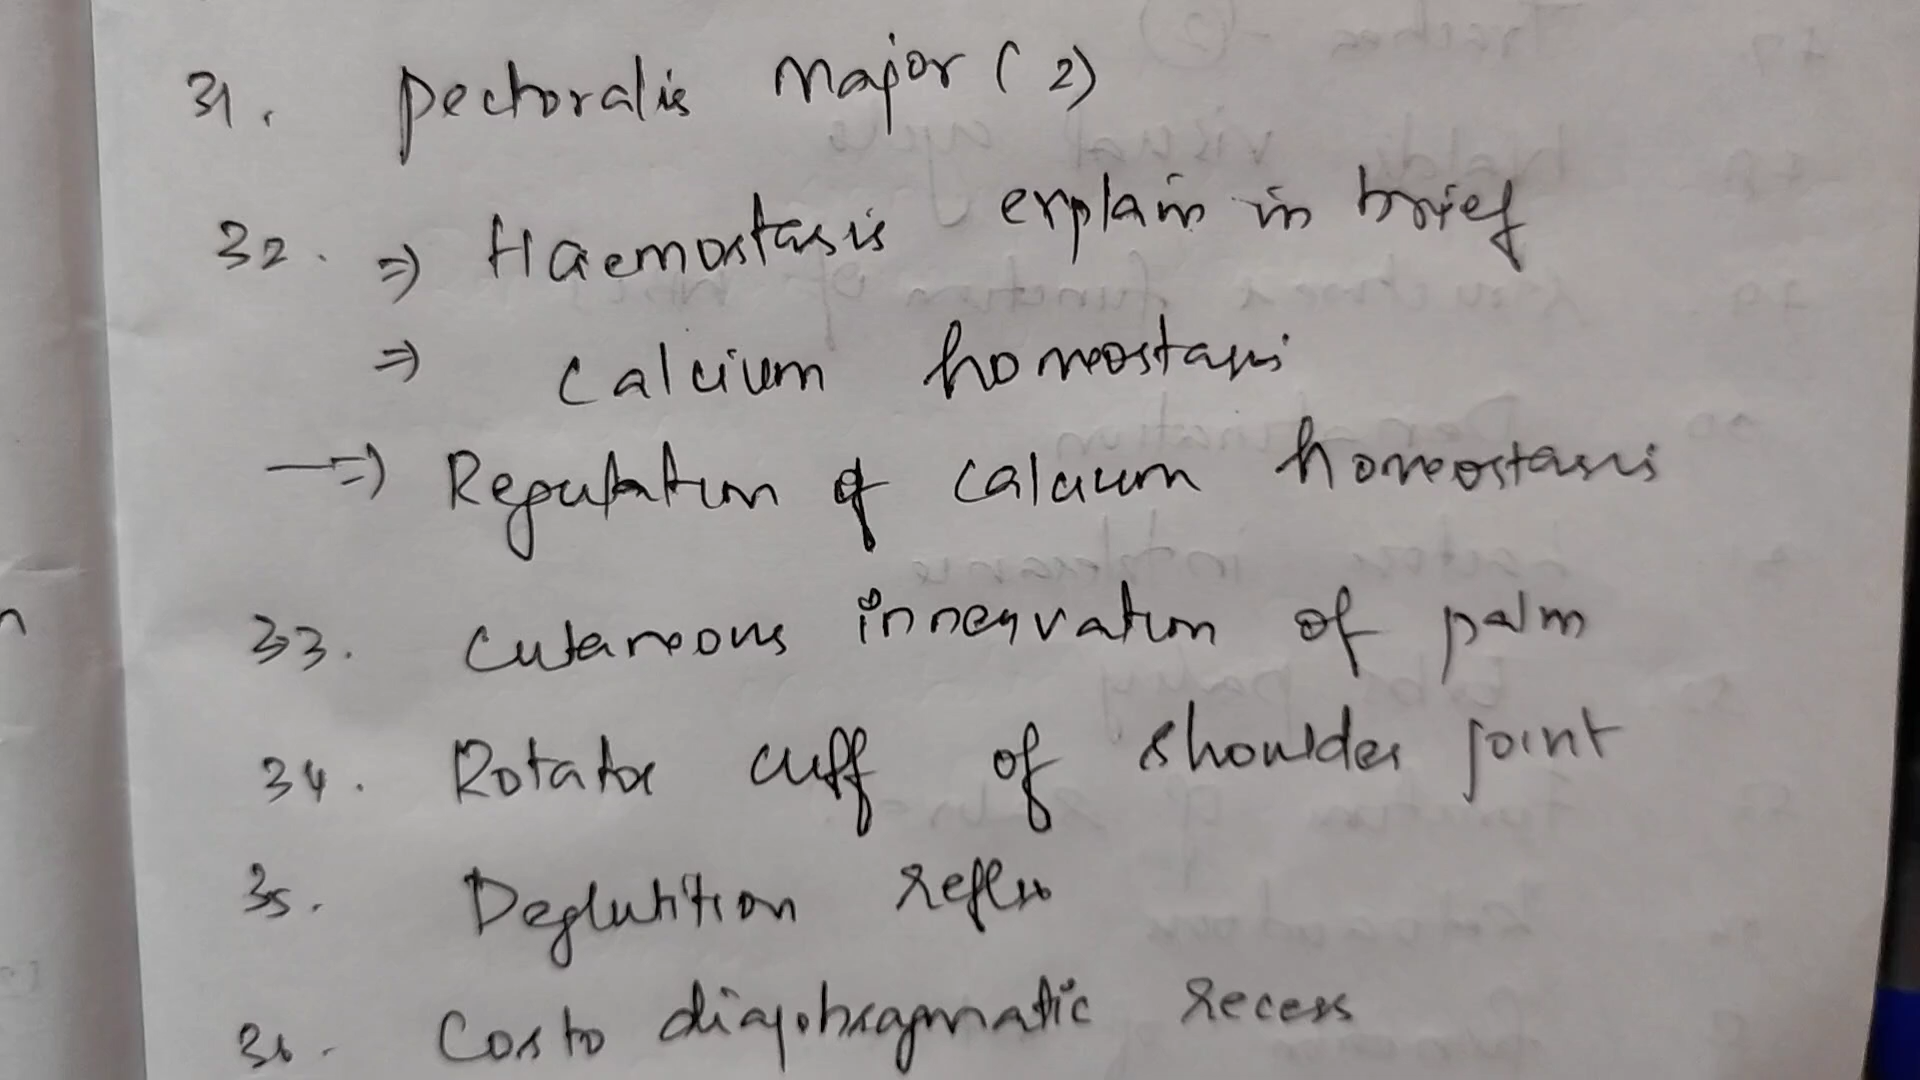 31. Pectoralis Major (2)
32. => Haemostasis explain in brief
=> Calcium homeostasis
—=> Regulation of calcium homeostasis
33. Cutaneous innervation of palm
34. Rotator cuff of shoulder joint
35. Deglutition reflex
36. Costo diaphragmatic recess